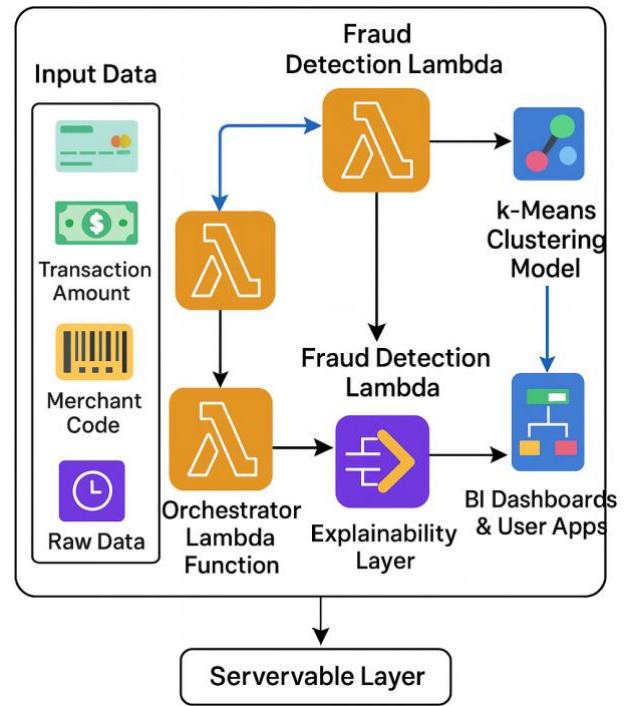 Fraud
Detection Lambda
Input Data
Transaction
Amount
Merchant
Code
Raw Data
k-Means
Clustering
Model
Fraud Detection
Lambda
Orchestrator
Lambda
Function
Explainability
Layer
BI Dashboards
& User Apps
Servervable Layer